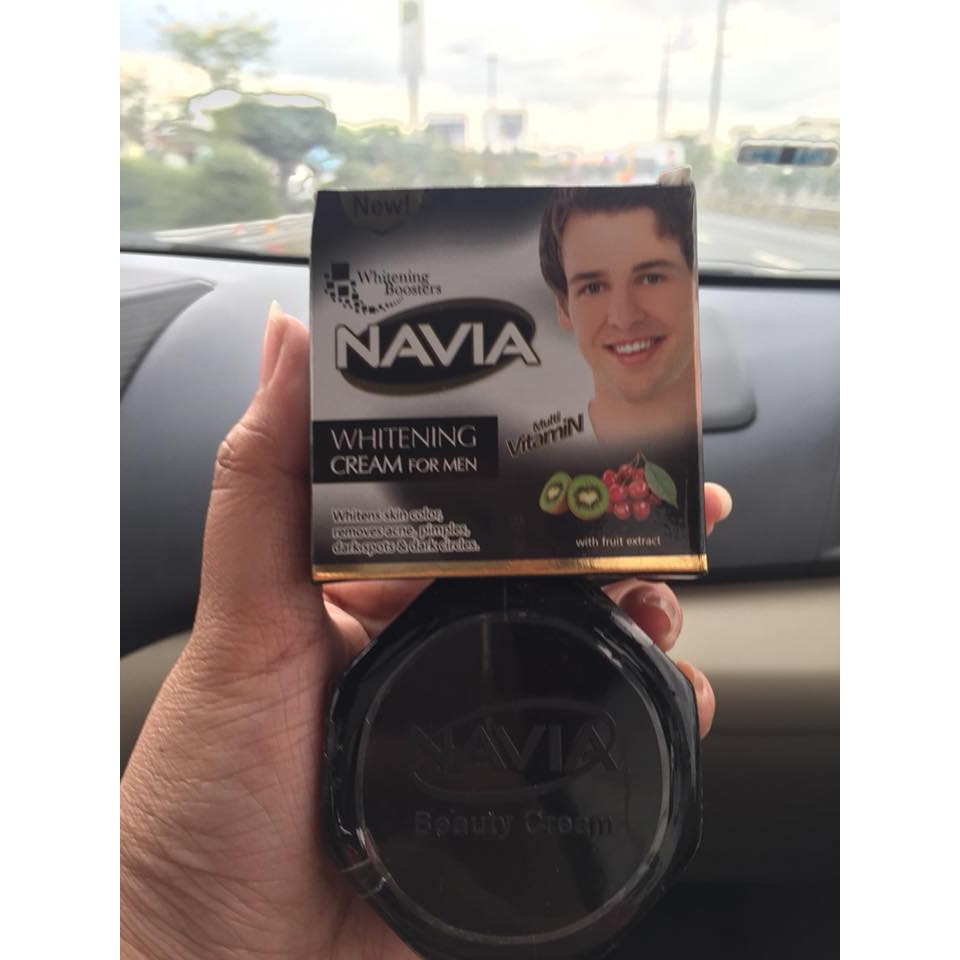 New!
Whitening
Boosters
NAVIA
WHITENING
CREAM FOR MEN
Multi
VitamiN
Whitens skin color,
removes acne, pimples,
darkspots & dark circles.
with fruit extract
NAVIA
Beauty Cream